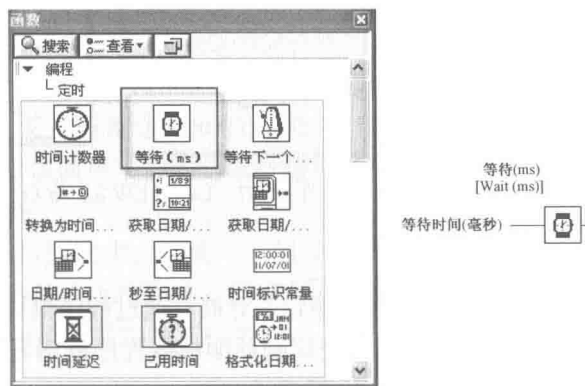 函数
搜索 查看
编程
定时
时间计数器 等待(ms) 等待下一个...
转换为时间... 获取日期/... 获取日期/...
日期/时间... 秒至日期/... 时间标识常量
时间延迟 已用时间 格式化日期...
等待(ms)
[Wait (ms)]
等待时间(毫秒)